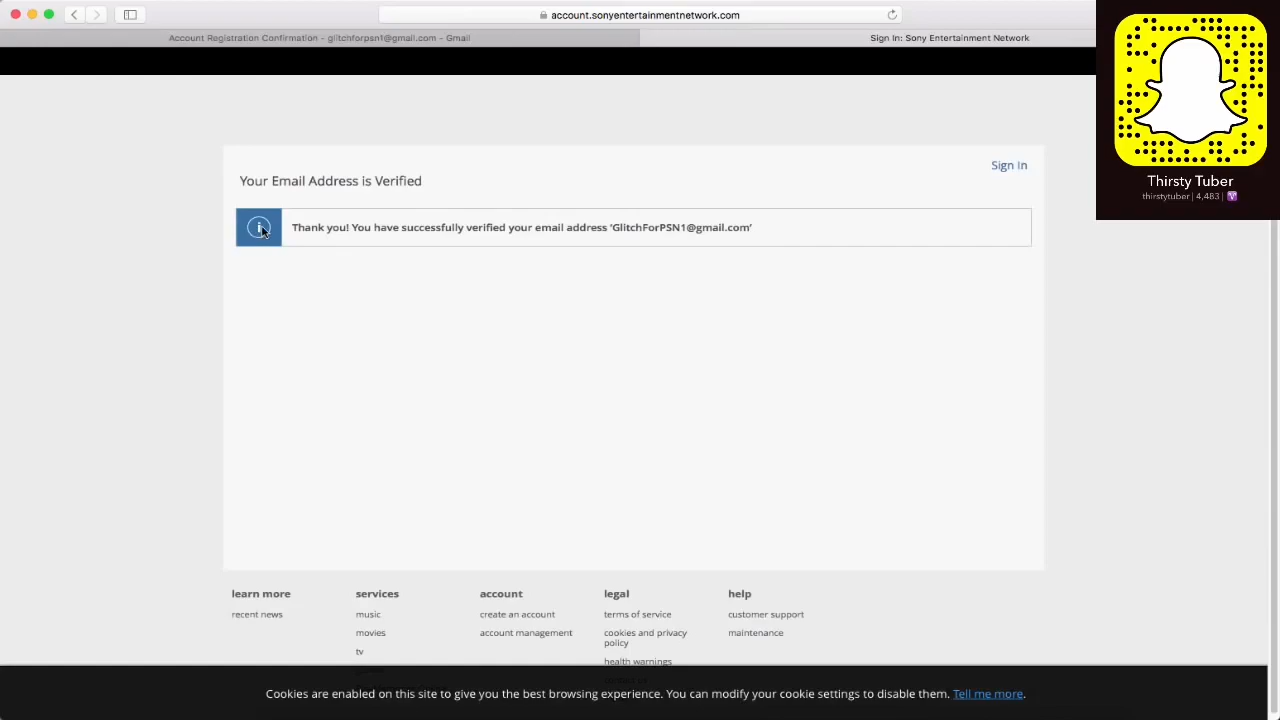 account.sonyentertainmentnetwork.com
Account Registration Confirmation - glitchforpsn1@gmail.com - Gmail
Sign In: Sony Entertainment Network
Thirsty Tuber
thirstytuber | 4,483 |
Sign In
Your Email Address is Verified
i
Thank you! You have successfully verified your email address 'GlitchForPSN1@gmail.com'
learn more
services
account
legal
help
recent news
music
create an account
terms of service
customer support
movies
account management
cookies and privacy
policy
maintenance
tv
health warnings
Cookies are enabled on this site to give you the best browsing experience. You can modify your cookie settings to disable them. Tell me more.